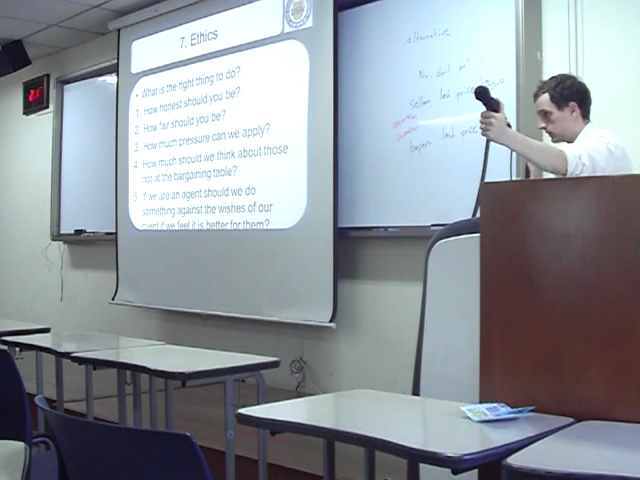 7. Ethics
• What is the right thing to do?
1. How honest should you be?
2. How fair should you be?
3. How much pressure can we apply?
4. How much should we think about those
not at the bargaining table?
5. If we are an agent should we do
something against the wishes of our
client if we feel it is better for them?
alternative
sellers last price
buyers last price